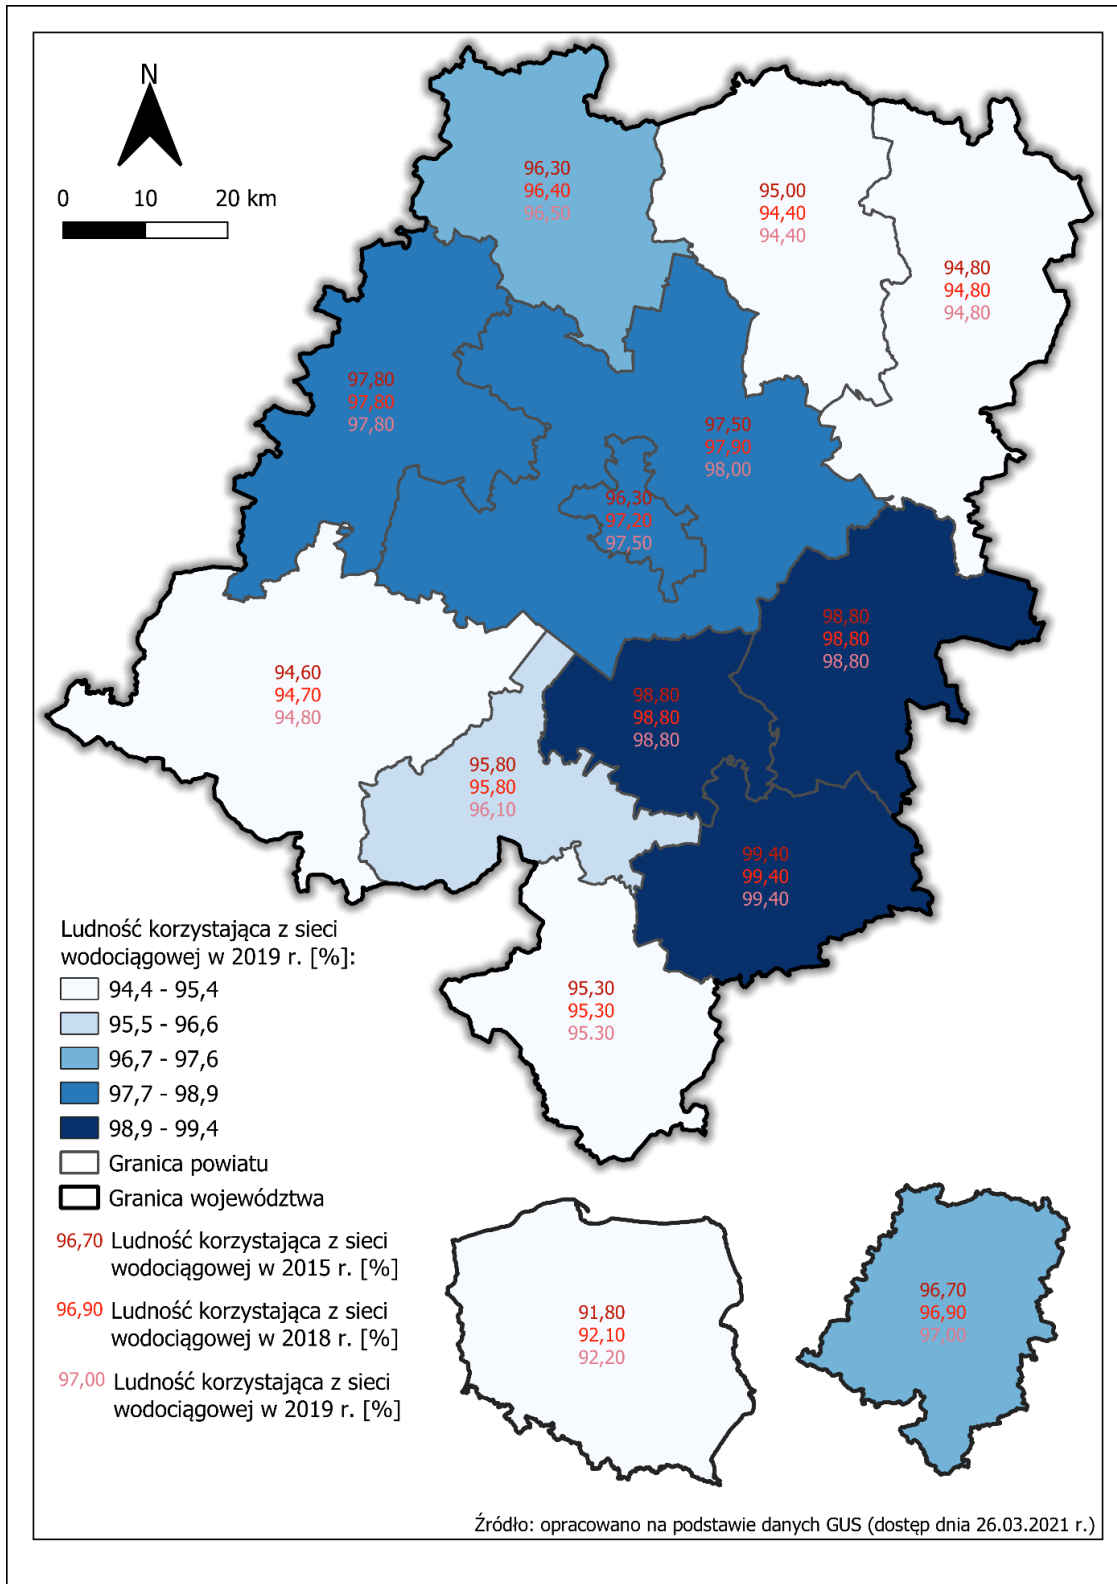 N
0 10 20 km
96,30
96,40
96,50
95,00
94,40
94,40
94,80
94,80
94,80
97,80
97,80
97,80
97,50
97,90
98,00
96,30
97,20
97,50
98,80
98,80
98,80
94,60
94,70
94,80
98,80
98,80
98,80
95,80
95,80
96,10
99,40
99,40
99,40
95,30
95,30
95.30
Ludność korzystająca z sieci
wodociągowej w 2019 r. [%]:
94,4 - 95,4
95,5 - 96,6
96,7 - 97,6
97,7 - 98,9
98,9 - 99,4
Granica powiatu
Granica województwa
96,70 Ludność korzystająca z sieci
wodociągowej w 2015 r. [%]
96,90 Ludność korzystająca z sieci
wodociągowej w 2018 r. [%]
97,00 Ludność korzystająca z sieci
wodociągowej w 2019 r. [%]
91,80
92,10
92,20
96,70
96,90
97,00
Źródło: opracowano na podstawie danych GUS (dostęp dnia 26.03.2021 r.)